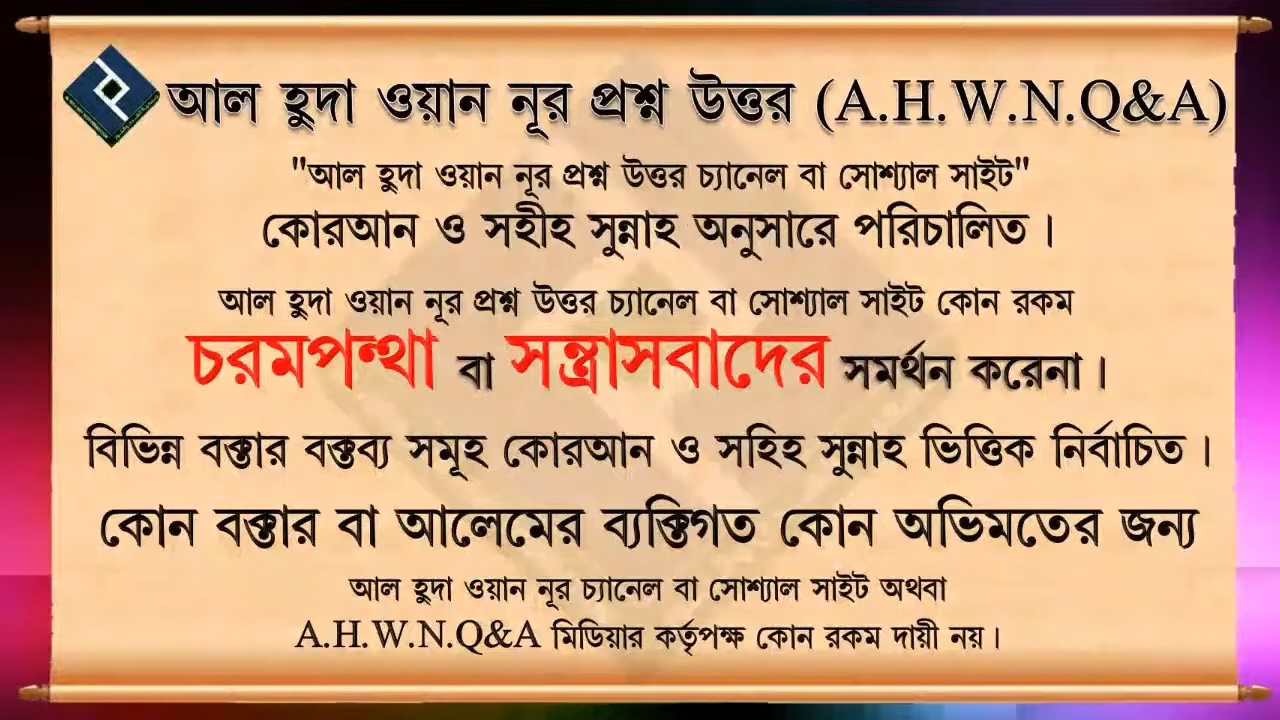 আল হুদা ওয়ান নূর প্রশ্ন উত্তর (A.H.W.N.Q&A)
"আল হুদা ওয়ান নূর প্রশ্ন উত্তর চ্যানেল বা সোশ্যাল সাইট"
কোরআন ও সহীহ সুন্নাহ অনুসারে পরিচালিত।
আল হুদা ওয়ান নূর প্রশ্ন উত্তর চ্যানেল বা সোশ্যাল সাইট কোন রকম
চরমপন্থা বা সন্ত্রাসবাদের সমর্থন করেনা।
বিভিন্ন বক্তার বক্তব্য সমূহ কোরআন ও সহিহ সুন্নাহ ভিত্তিক নির্বাচিত।
কোন বক্তার বা আলেমের ব্যক্তিগত কোন অভিমতের জন্য
আল হুদা ওয়ান নূর চ্যানেল বা সোশ্যাল সাইট অথবা
A.H.W.N.Q&A মিডিয়ার কর্তৃপক্ষ কোন রকম দায়ী নয়।